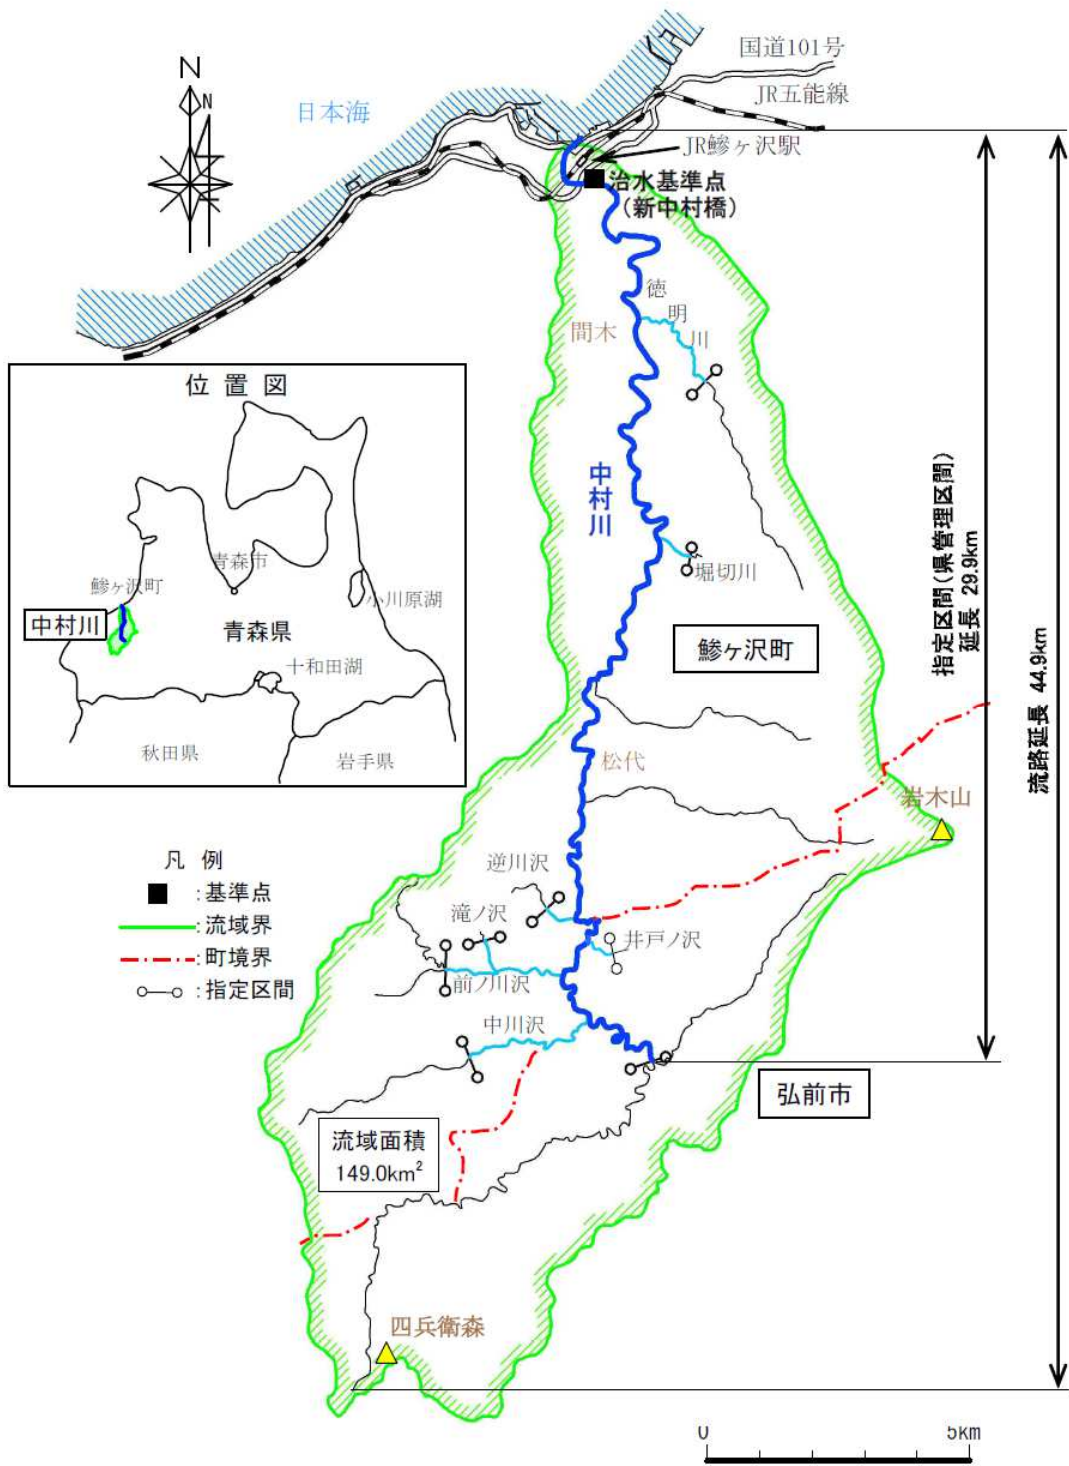 国道101号
N
JR五能線
N
日本海
JR鰺ヶ沢駅
治水基準点
(新中村橋)
徳明川
間木
位置図
中村川
指定区間(県管理区間)
延長 29.9km
青森市
堀切川
鰺ヶ沢町
小川原湖
中村川
青森県
鰺ヶ沢町
十和田湖
流路延長 44.9km
秋田県
岩手県
松代
岩木山
凡例
逆川沢
■:基準点
滝ノ沢
:流域界
井戸ノ沢
:町境界
前ノ川沢
:指定区間
中川沢
弘前市
流域面積
149.0km²
四兵衛森
0 5km